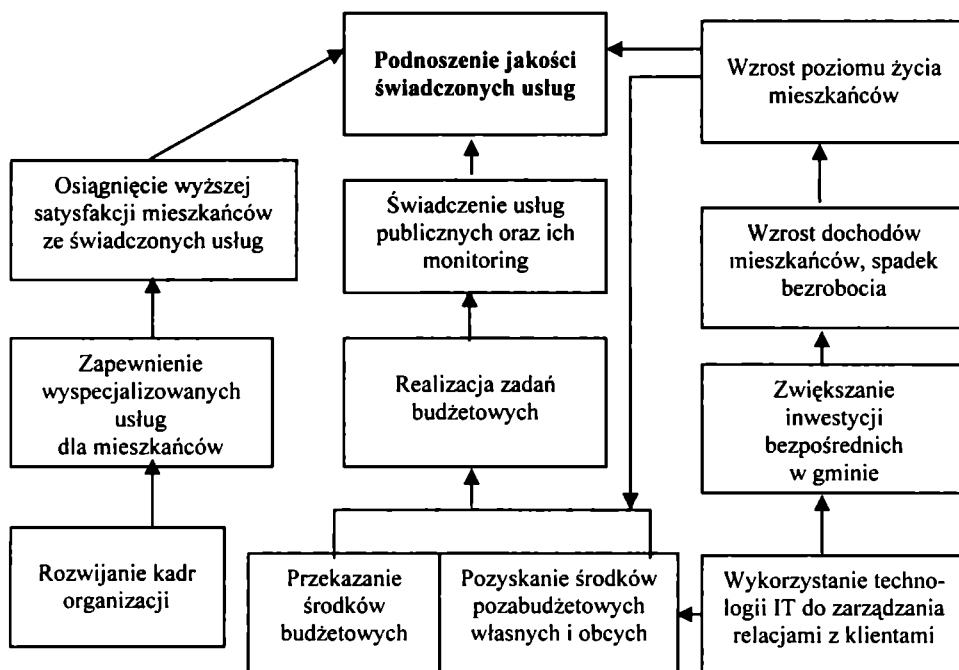 Podnoszenie jakości
świadczonych usług
Wzrost poziomu życia
mieszkańców
Osiągnięcie wyższej
satysfakcji mieszkańców
ze świadczonych usług
Świadczenie usług
publicznych oraz ich
monitoring
Wzrost dochodów
mieszkańców, spadek
bezrobocia
Zapewnienie
wyspecjalizowanych
usług
dla mieszkańców
Realizacja zadań
budżetowych
Zwiększanie
inwestycji
bezpośrednich
w gminie
Rozwijanie kadr
organizacji
Przekazanie
środków
budżetowych
Pozyskanie środków
pozabudżetowych
własnych i obcych
Wykorzystanie techno-
logii IT do zarządzania
relacjami z klientami